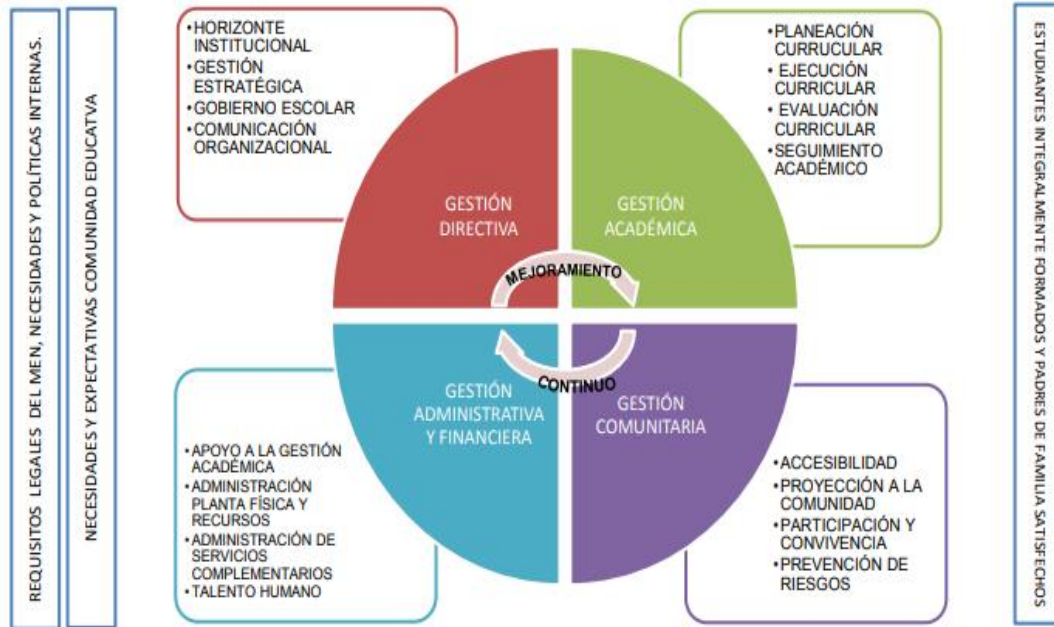 REQUISITOS LEGALES DEL MEN, NECESIDADES Y POLÍTICAS INTERNAS.
NECESIDADES Y EXPECTATIVAS COMUNIDAD EDUCATVA
•HORIZONTE
INSTITUCIONAL
•GESTIÓN
ESTRATÉGICA
•GOBIERNO ESCOLAR
•COMUNICACIÓN
ORGANIZACIONAL
•PLANEACIÓN
CURRUCULAR
• EJECUCIÓN
CURRICULAR
• EVALUACIÓN
CURRICULAR
•SEGUIMIENTO
ACADÉMICO
GESTIÓN
DIRECTIVA
GESTIÓN
ACADÉMICA
MEJORAMIENTO
CONTINUO
GESTIÓN
ADMINISTRATIVA
Y FINANCIERA
GESTIÓN
COMUNITARIA
•APOYO A LA GESTIÓN
ACADÉMICA
•ADMINISTRACIÓN
PLANTA FÍSICA Y
RECURSOS
•ADMINISTRACIÓN DE
SERVICIOS
COMPLEMENTARIOS
•TALENTO HUMANO
•ACCESIBILIDAD
•PROYECCIÓN A LA
COMUNIDAD
•PARTICIPACIÓN Y
CONVIVENCIA
•PREVENCIÓN DE
RIESGOS
ESTUDIANTES INTEGRALMENTE FORMADOS Y PADRES DE FAMILIA SATISFECHOS